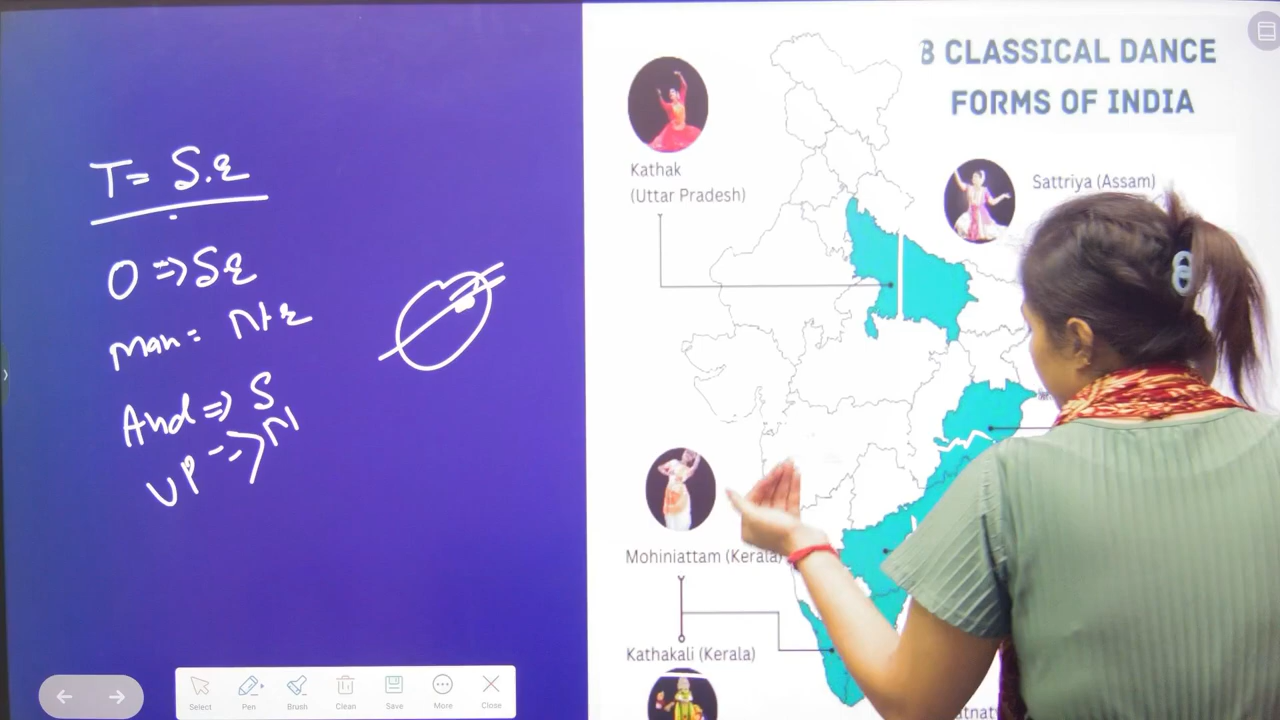 8 CLASSICAL DANCE
FORMS OF INDIA
Kathak
(Uttar Pradesh)
Sattriya (Assam)
Mohiniattam (Kerala)
Kathakali (Kerala)
T=
O =>
man =
And => S
UP => N
Select
Pen
Brush
Clean
Save
More
Close